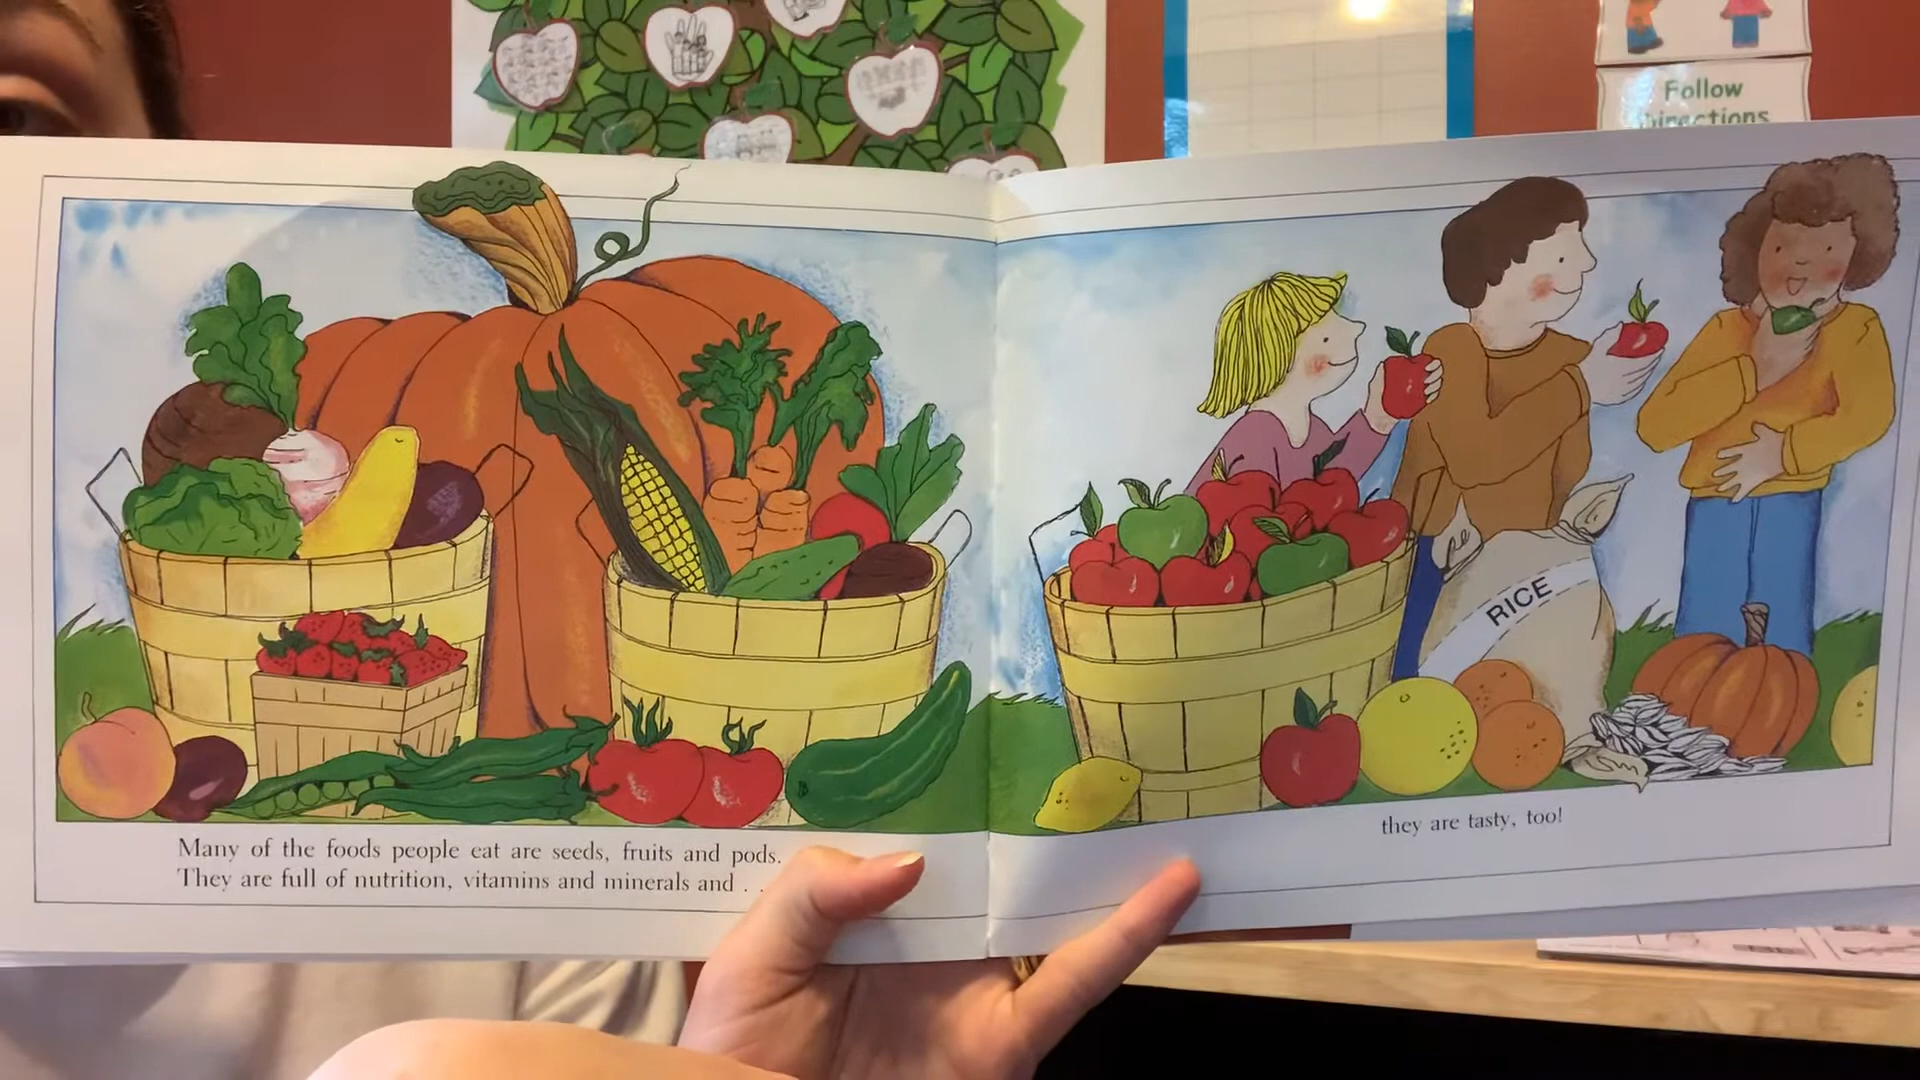 Follow
Directions
Many of the foods people eat are seeds, fruits and pods.
They are full of nutrition, vitamins and minerals and . .
RICE
they are tasty, too!